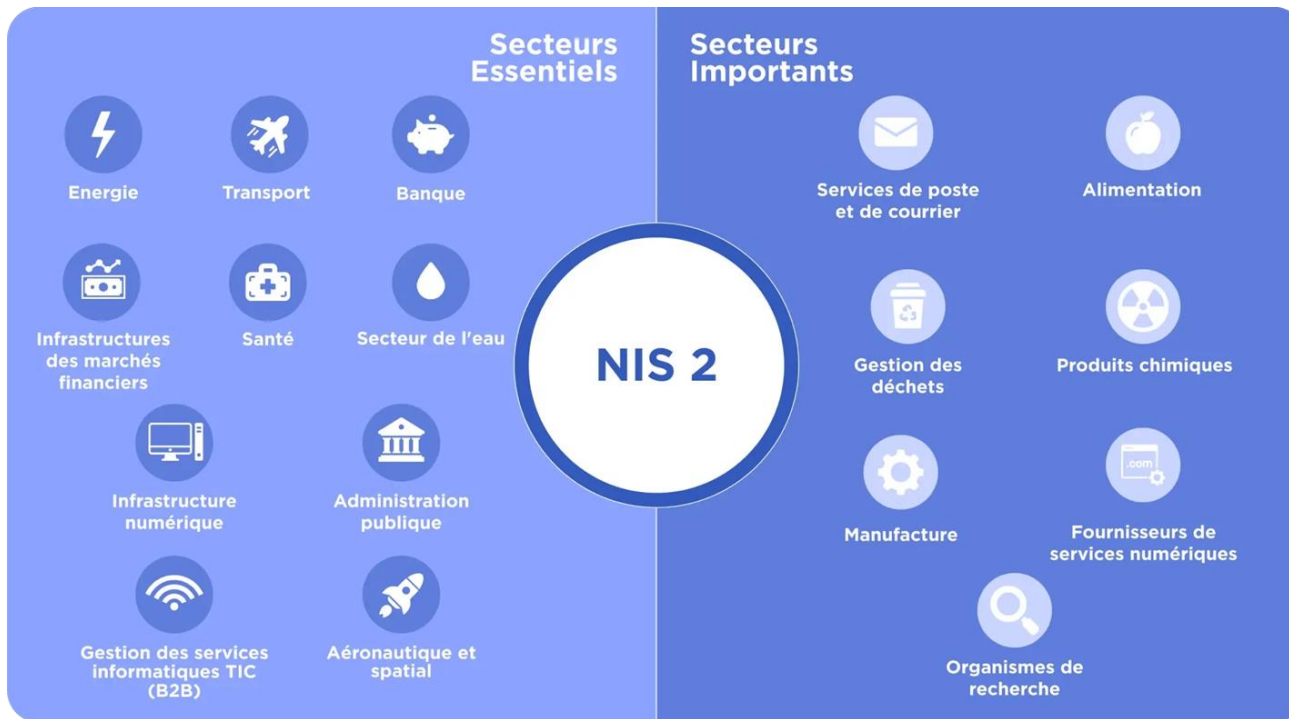 Secteurs
Essentiels
Energie
Transport
Banque
Infrastructures
des marchés
financiers
Santé
Secteur de l'eau
Infrastructure
numérique
Administration
publique
Gestion des services
informatiques TIC
(B2B)
Aéronautique et
spatial
NIS 2
Secteurs
Importants
Services de poste
et de courrier
Alimentation
Gestion des
déchets
Produits chimiques
Manufacture
.com
Fournisseurs de
services numériques
Organismes de
recherche